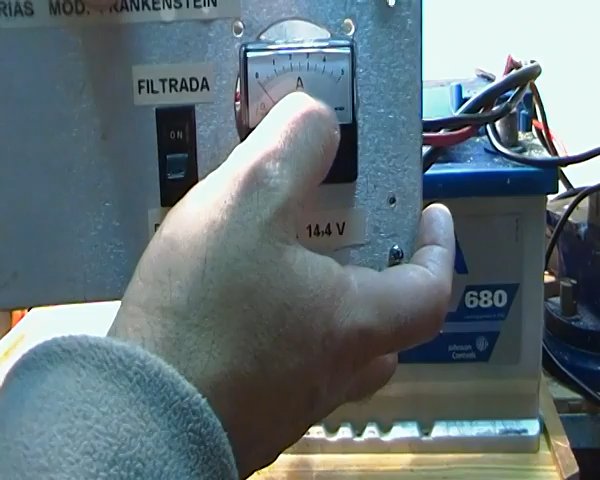 RIAS MOD. FRANKENSTEIN
FILTRADA
ON
A
14,4 V
680
Johnson
Controls